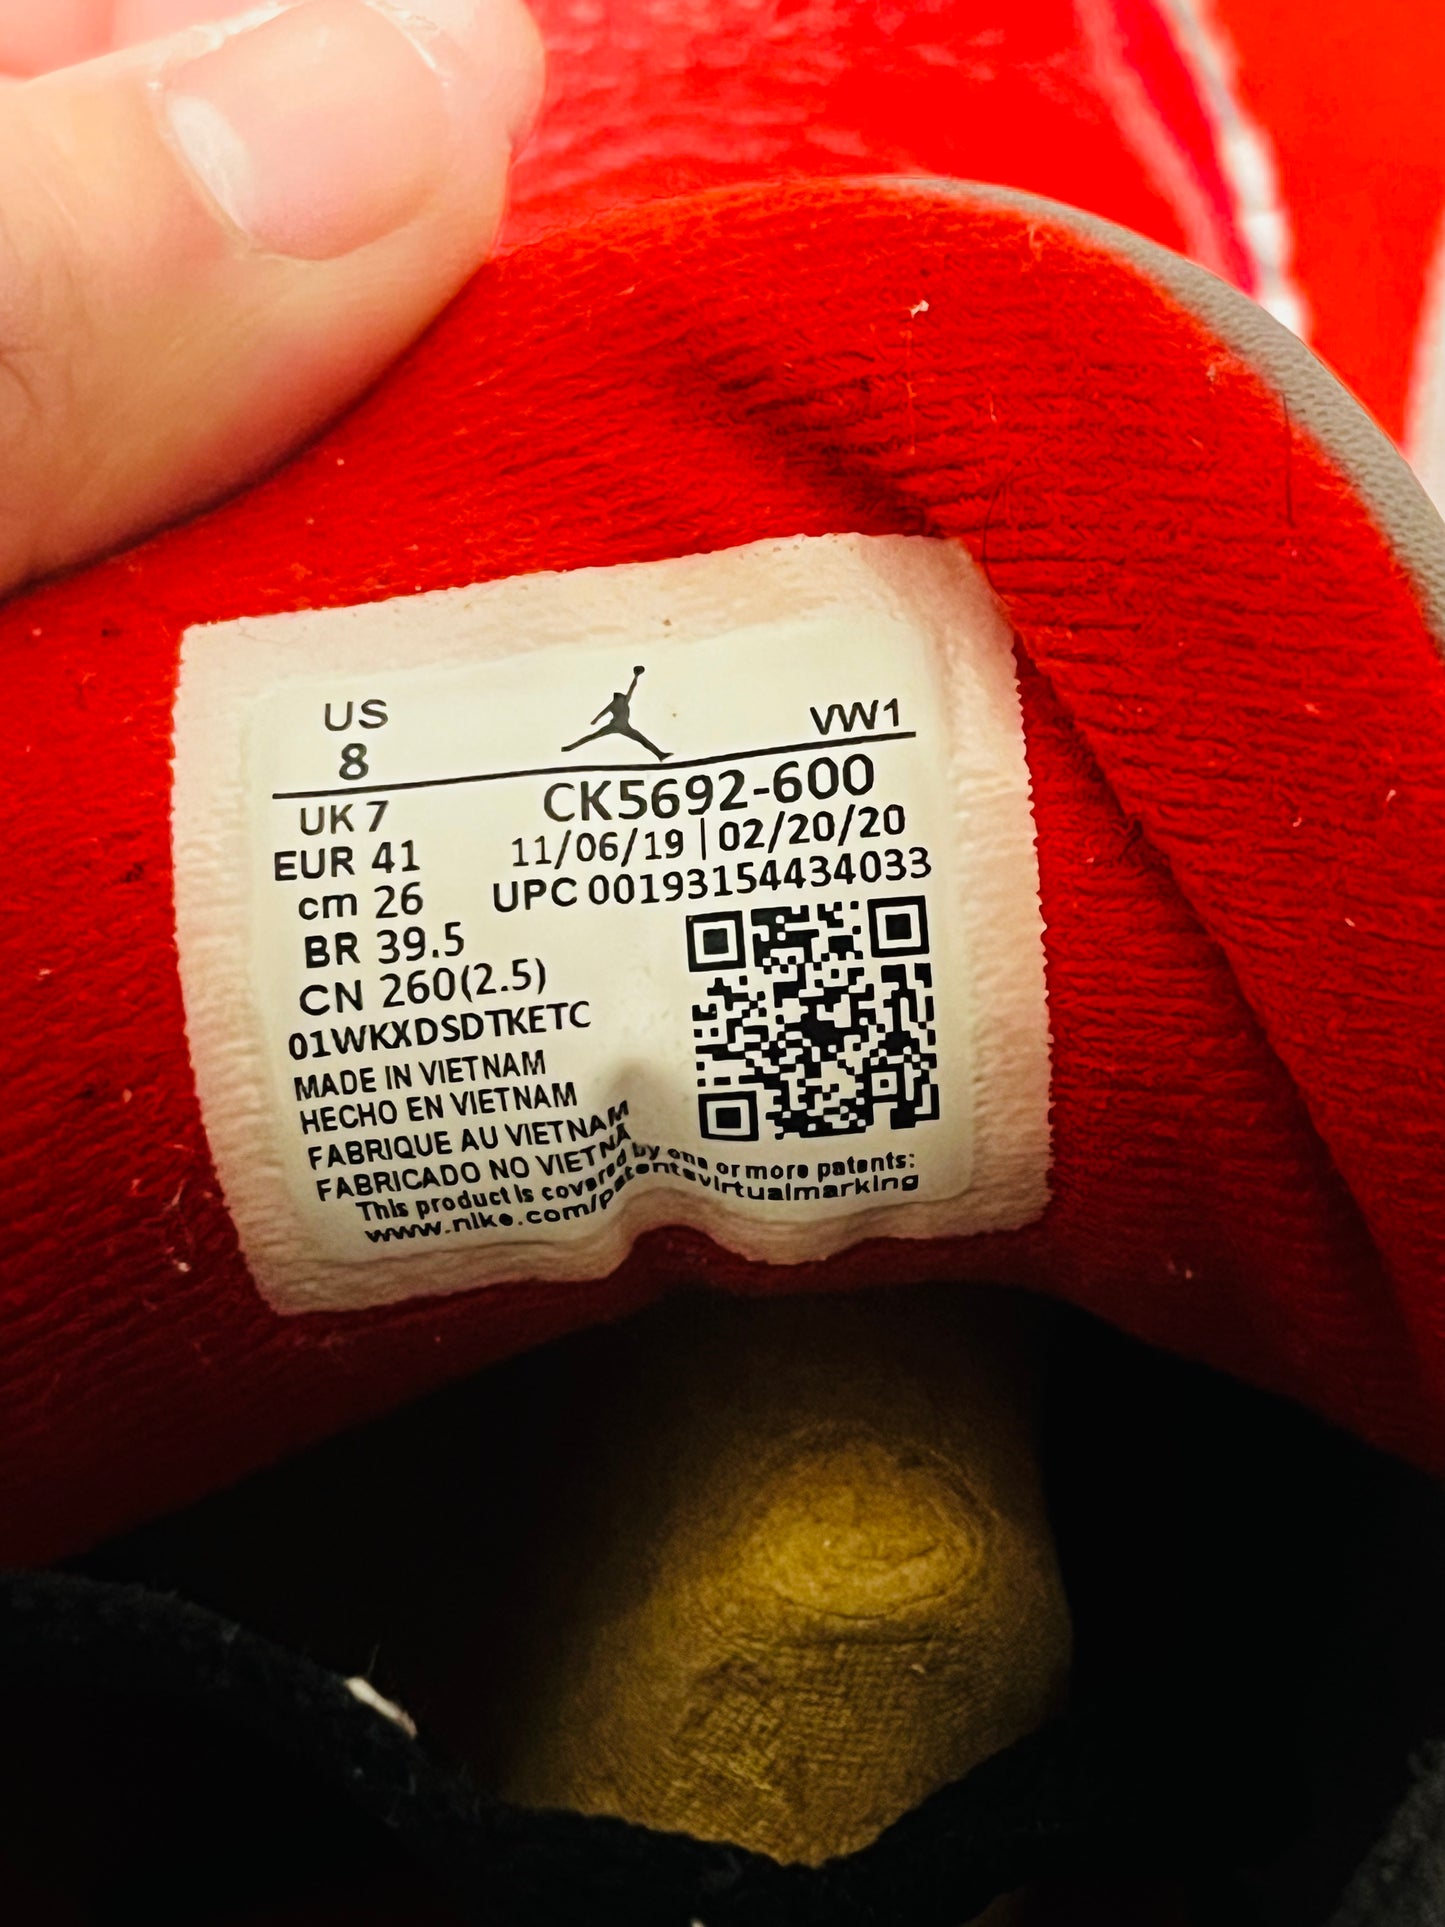 US
8
VW1
UK 7
CK5692-600
EUR 41
11/06/19 | 02/20/20
cm 26
UPC 00193154434033
BR 39.5
CN 260(2.5)
01WKXDSDTKETC
MADE IN VIETNAM
HECHO EN VIETNAM
FABRIQUE AU VIETNAM
FABRICADO NO VIETNÃ
This product is covered by one or more patents:
www.nike.com/patentsvirtualmarking